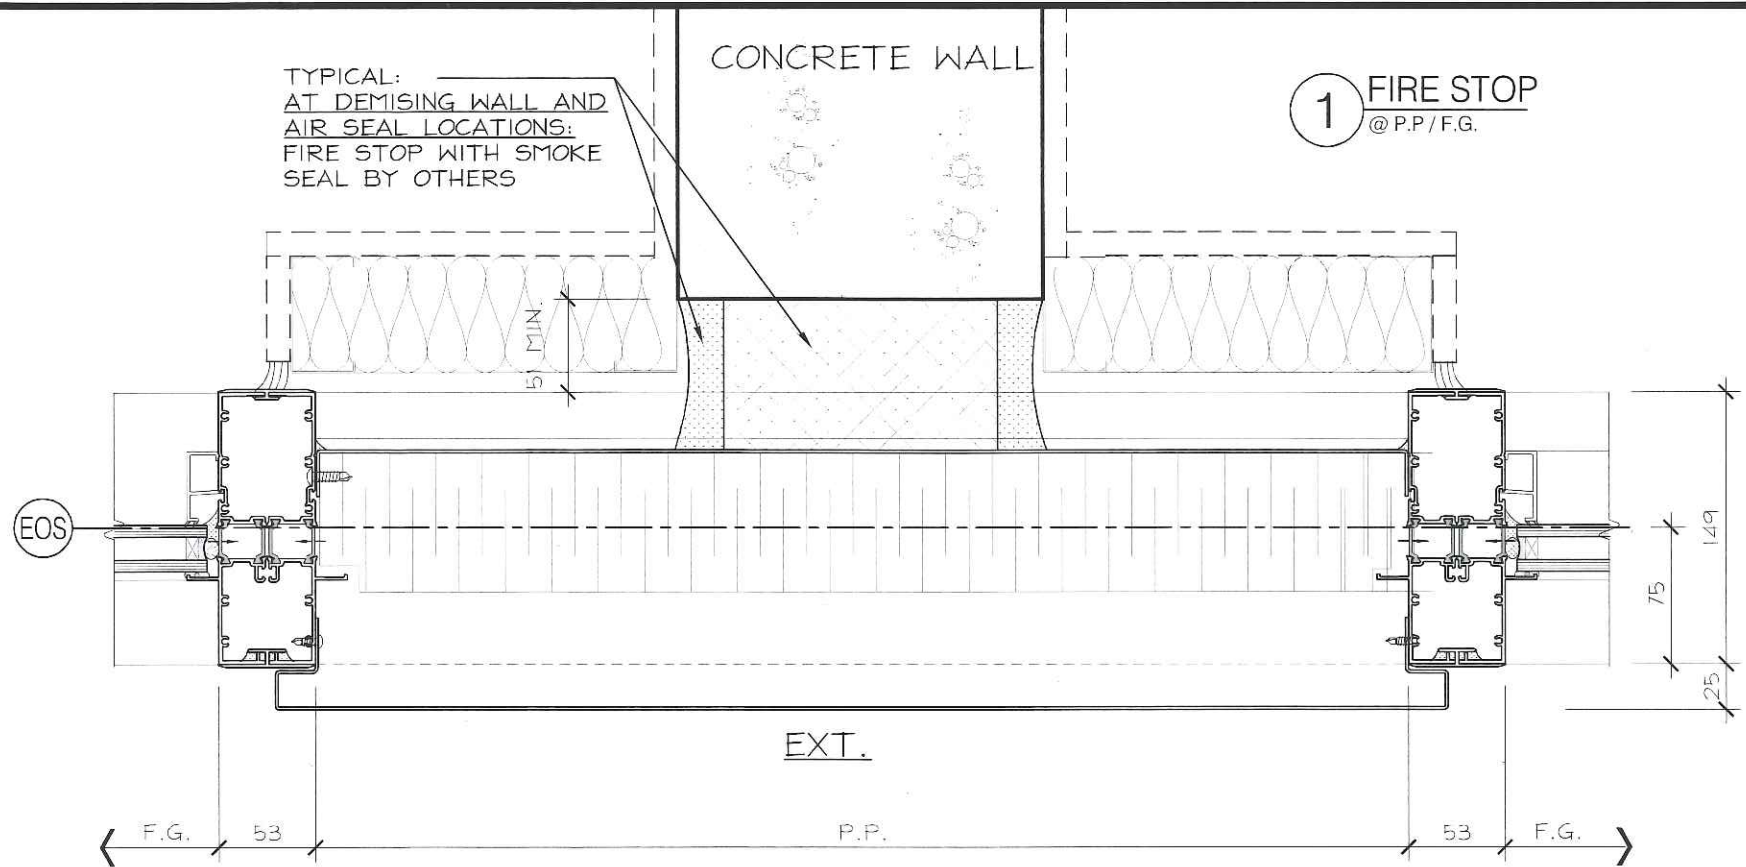 CONCRETE WALL
TYPICAL:
AT DEMISING WALL AND
AIR SEAL LOCATIONS:
FIRE STOP WITH SMOKE
SEAL BY OTHERS
1
FIRE STOP
@ P.P / F.G.
51 MIN.
EOS
149
75
25
EXT.
F.G.
53
P.P.
53
F.G.